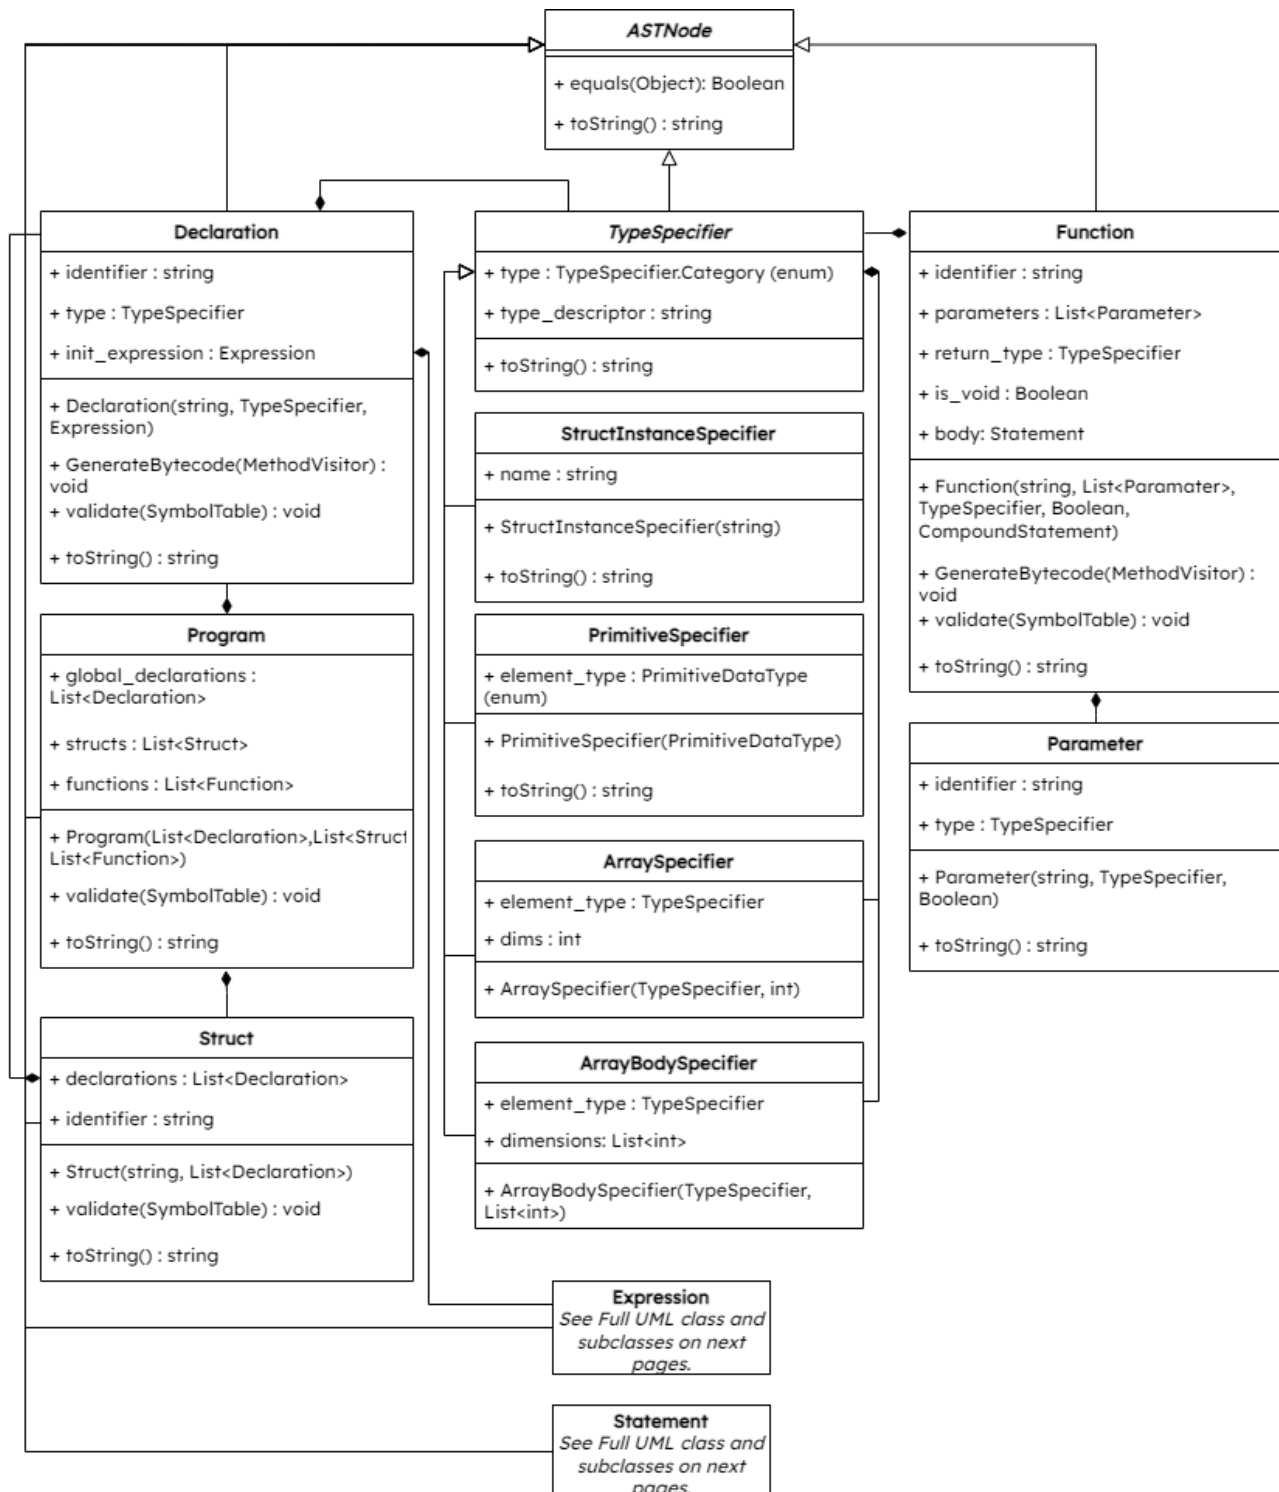 ASTNode
+ equals(Object): Boolean
+ toString() : string
Declaration
+ identifier : string
+ type : TypeSpecifier
+ init_expression : Expression
+ Declaration(string, TypeSpecifier,
Expression)
+ GenerateBytecode(MethodVisitor) :
void
+ validate(SymbolTable) : void
+ toString() : string
Program
+ global_declarations :
List<Declaration>
+ structs : List<Struct>
+ functions : List<Function>
+ Program(List<Declaration>,List<Struct
List<Function>)
+ validate(SymbolTable) : void
+ toString() : string
Struct
+ declarations : List<Declaration>
+ identifier : string
+ Struct(string, List<Declaration>)
+ validate(SymbolTable) : void
+ toString() : string
TypeSpecifier
+ type : TypeSpecifier.Category (enum)
+ type_descriptor : string
+ toString() : string
StructInstanceSpecifier
+ name : string
+ StructInstanceSpecifier(string)
+ toString() : string
PrimitiveSpecifier
+ element_type : PrimitiveDataType
(enum)
+ PrimitiveSpecifier(PrimitiveDataType)
+ toString() : string
ArraySpecifier
+ element_type : TypeSpecifier
+ dims : int
+ ArraySpecifier(TypeSpecifier, int)
ArrayBodySpecifier
+ element_type : TypeSpecifier
+ dimensions: List<int>
+ ArrayBodySpecifier(TypeSpecifier,
List<int>)
Function
+ identifier : string
+ parameters : List<Parameter>
+ return_type : TypeSpecifier
+ is_void : Boolean
+ body: Statement
+ Function(string, List<Paramater>,
TypeSpecifier, Boolean,
CompoundStatement)
+ GenerateBytecode(MethodVisitor) :
void
+ validate(SymbolTable) : void
+ toString() : string
Parameter
+ identifier : string
+ type : TypeSpecifier
+ Parameter(string, TypeSpecifier,
Boolean)
+ toString() : string
Expression
See Full UML class and
subclasses on next
pages.
Statement
See Full UML class and
subclasses on next
pages.